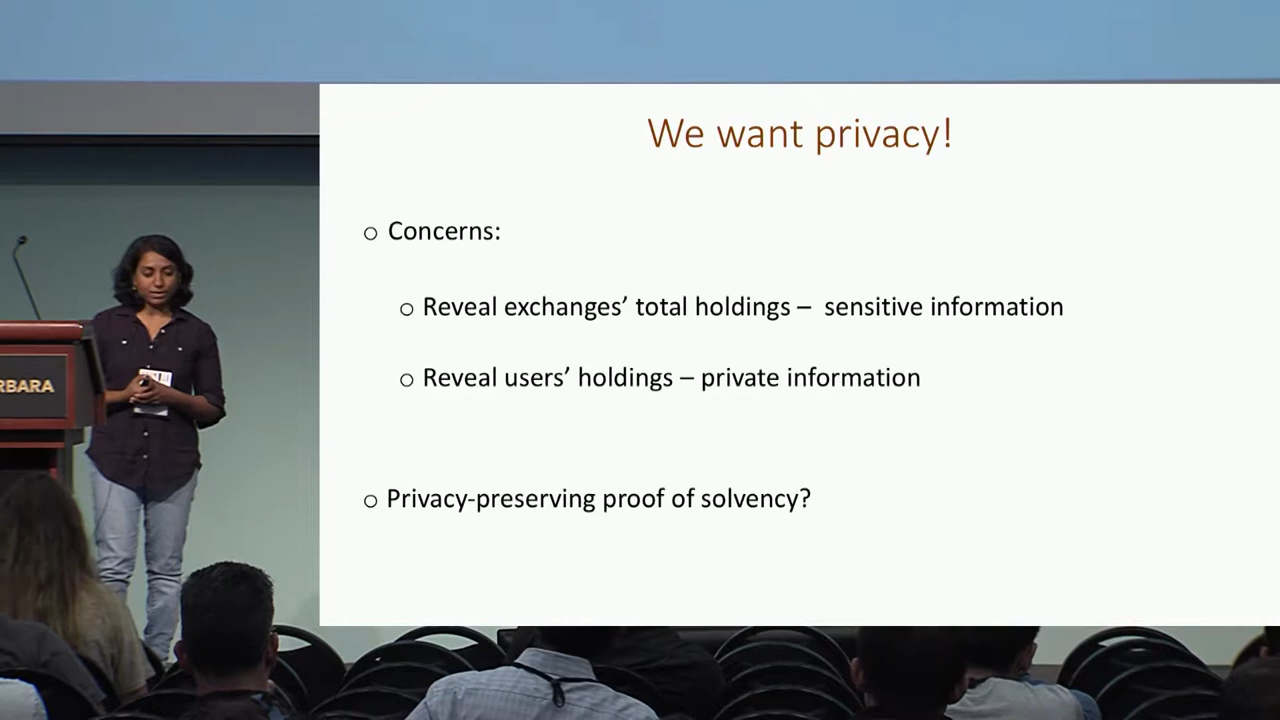 We want privacy!
o Concerns:
o Reveal exchanges' total holdings – sensitive information
o Reveal users' holdings – private information
RBARA
o Privacy-preserving proof of solvency?